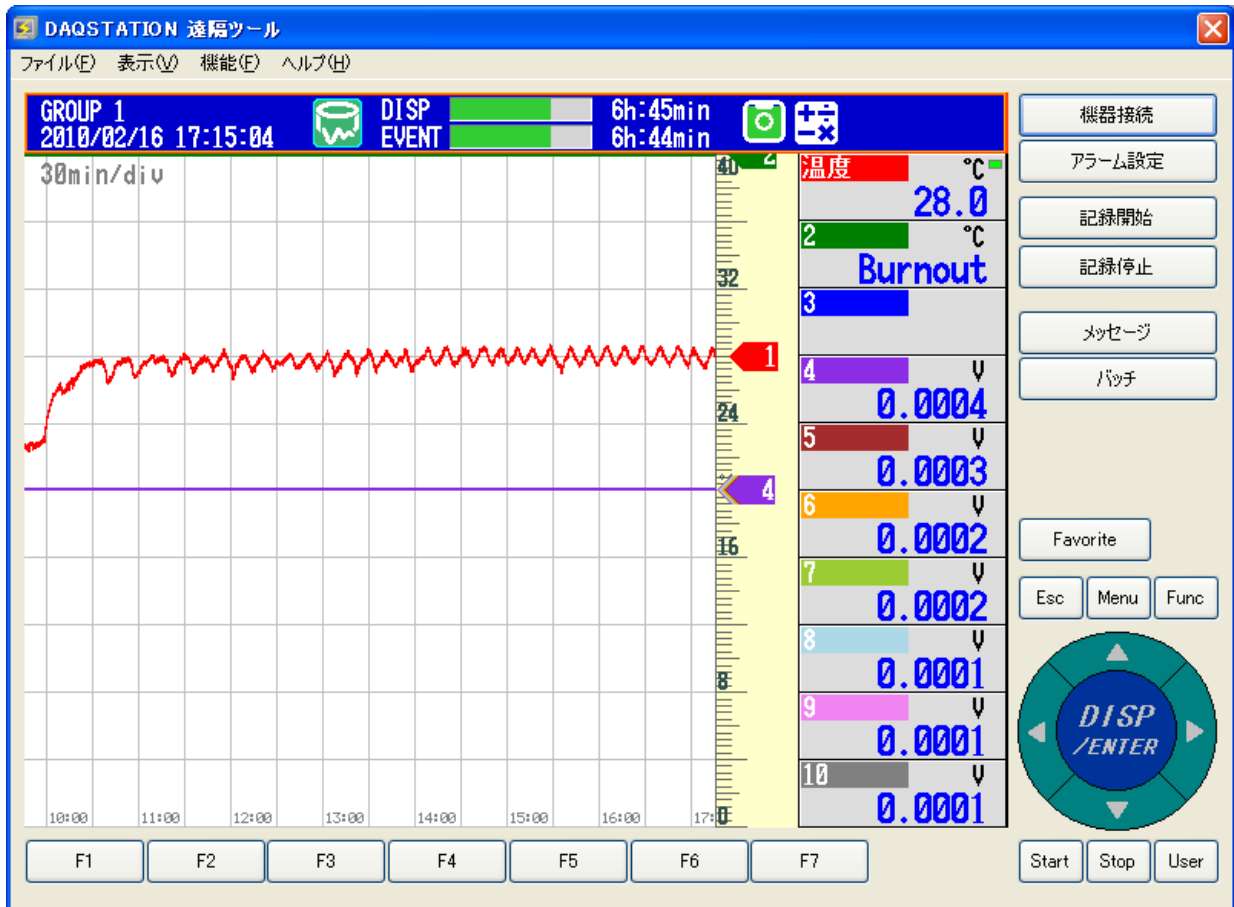 DAQSTATION 遠隔ツール
ファイル(F) 表示(V) 機能(F) ヘルプ(H)
GROUP 1
2010/02/16 17:15:04
DISP 6h:45min
EVENT 6h:44min
30min/div
40
32
24
16
8
0
2
1
4
10:00 11:00 12:00 13:00 14:00 15:00 16:00 17:
温度 °C
28.0
2 °C
Burnout
3
4 V
0.0004
5 V
0.0003
6 V
0.0002
7 V
0.0002
8 V
0.0001
9 V
0.0001
10 V
0.0001
機器接続
アラーム設定
記録開始
記録停止
メッセージ
バッチ
Favorite
Esc Menu Func
DISP
/ENTER
F1 F2 F3 F4 F5 F6 F7
Start Stop User